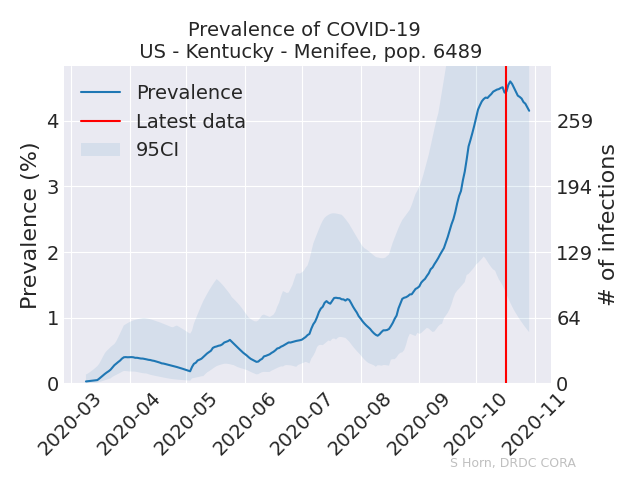 Prevalence of COVID-19
US - Kentucky - Menifee, pop. 6489
Prevalence
Latest data
95CI
Prevalence (%)
4
3
2
1
0
259
194
129
64
0
# of infections
2020-03
2020-04
2020-05
2020-06
2020-07
2020-08
2020-09
2020-10
2020-11
S Horn, DRDC CORA